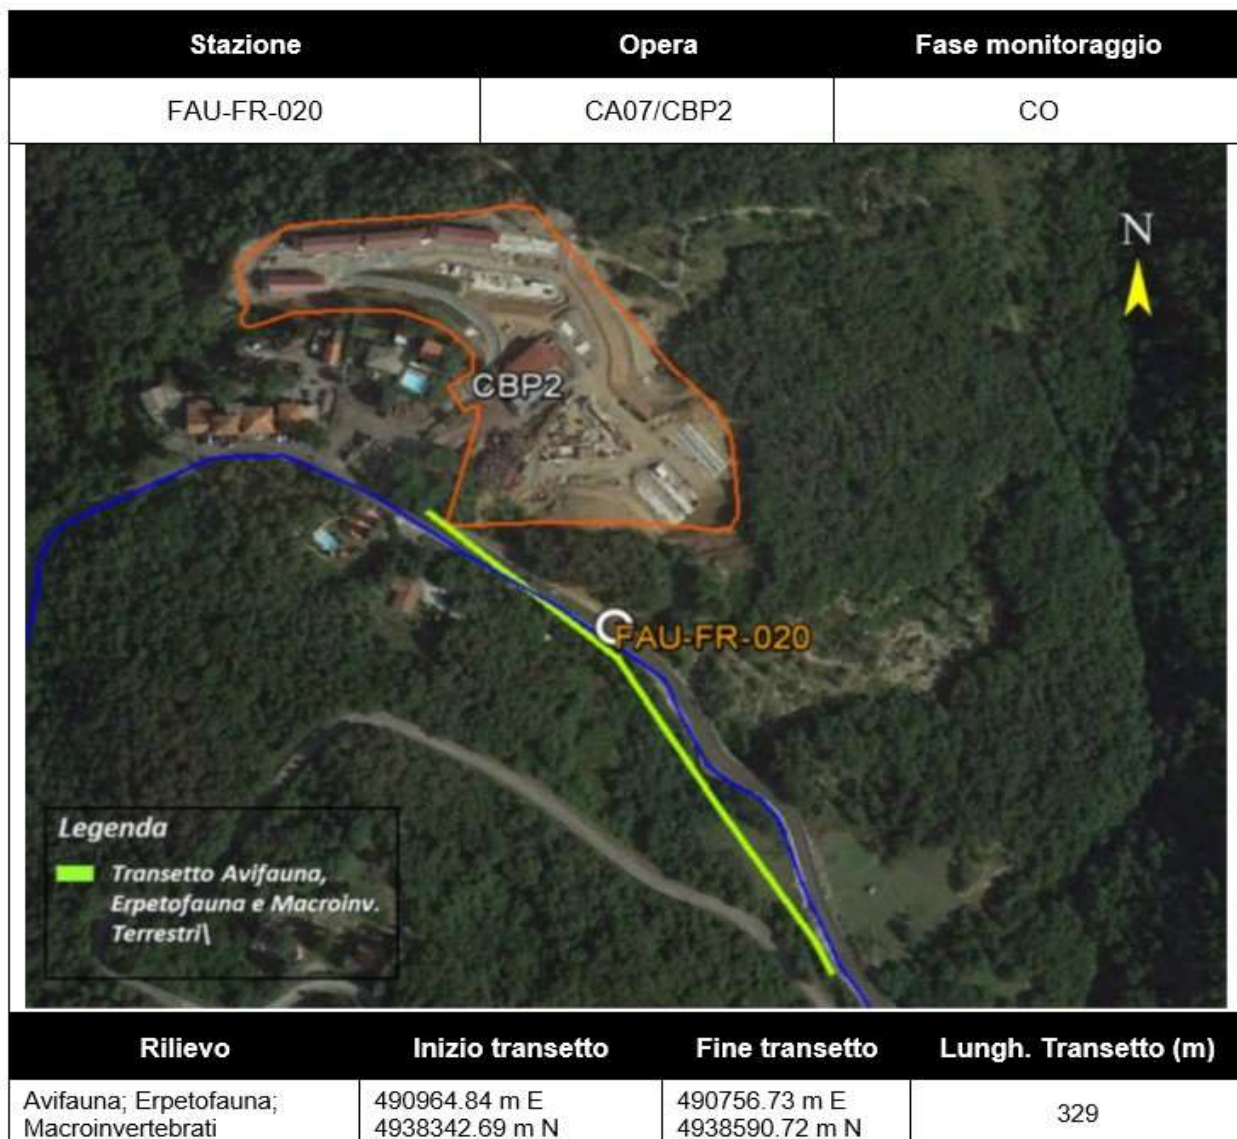 Stazione Opera Fase monitoraggio
FAU-FR-020 CA07/CBP2 CO
N
CBP2
FAU-FR-020
Legenda
Transetto Avifauna,
Erpetofauna e Macroinv.
Terrestri\
Rilievo Inizio transetto Fine transetto Lungh. Transetto (m)
Avifauna; Erpetofauna; 490964.84 m E 490756.73 m E 329
Macroinvertebrati 4938342.69 m N 4938590.72 m N